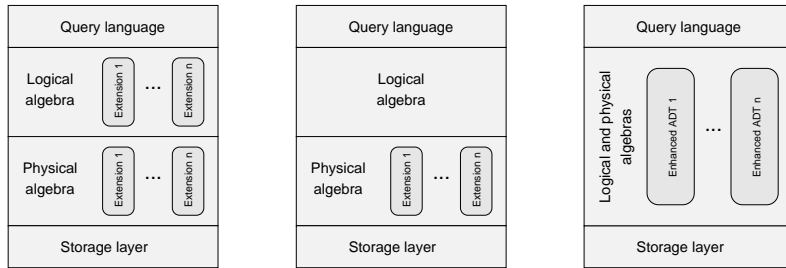 Query language
Logical
algebra
Extension 1
...
Extension n
Physical
algebra
Extension 1
...
Extension n
Storage layer
Query language
Logical
algebra
Physical
algebra
Extension 1
...
Extension n
Storage layer
Query language
Logical and physical
algebras
Enhanced ADT 1
...
Enhanced ADT n
Storage layer